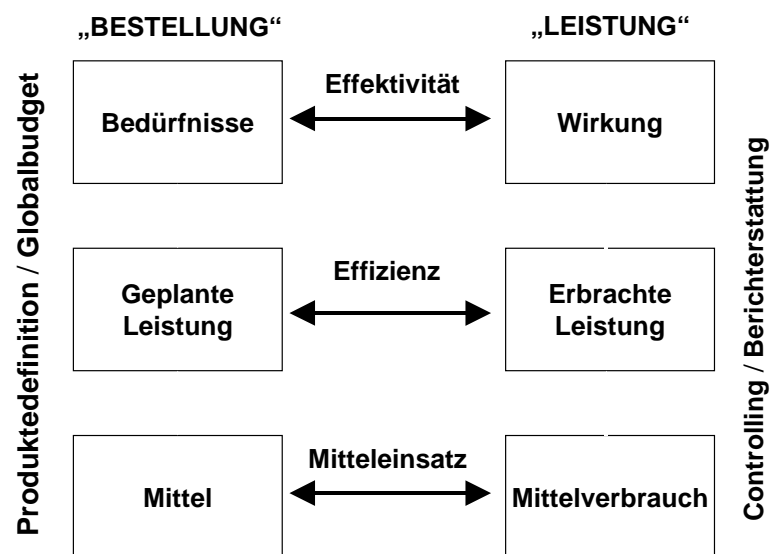 „BESTELLUNG“
„LEISTUNG“
Produktedefinition / Globalbudget
Bedürfnisse
Effektivität
Wirkung
Geplante
Leistung
Effizienz
Erbrachte
Leistung
Mittel
Mitteleinsatz
Mittelverbrauch
Controlling / Berichterstattung